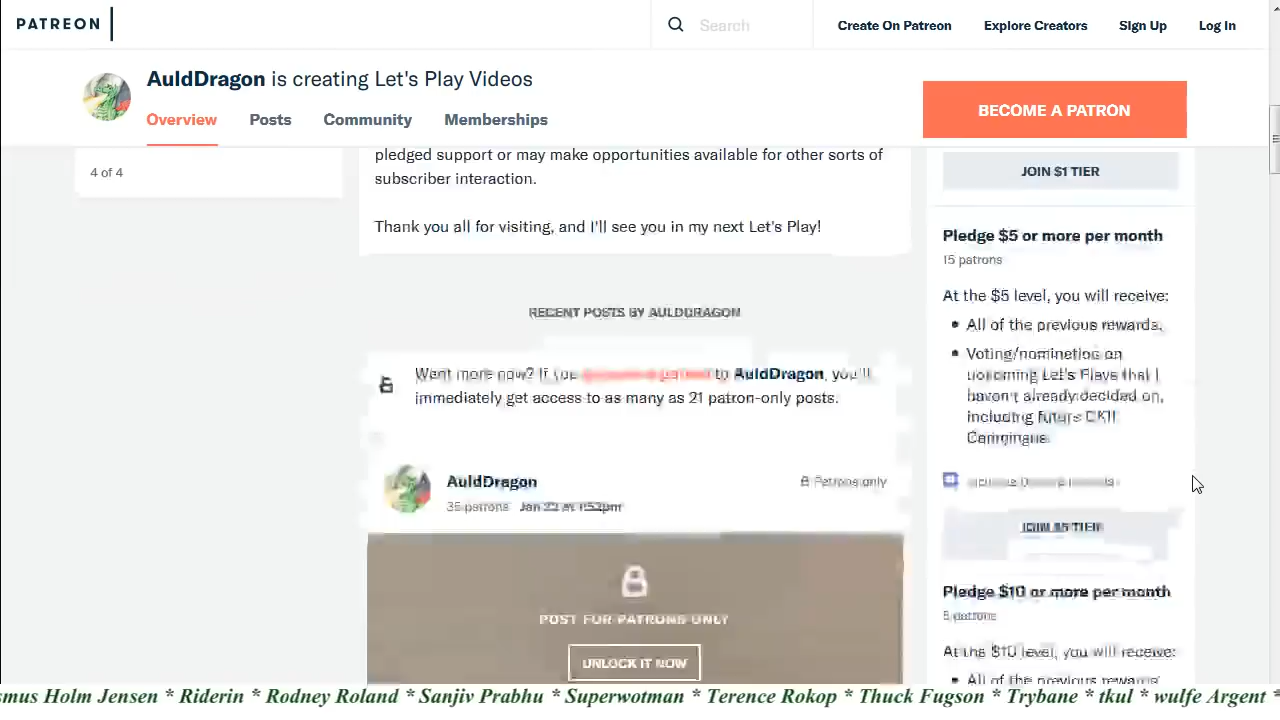 PATREON
Search
Create On Patreon
Explore Creators
Sign Up
Log In
AuldDragon is creating Let's Play Videos
Overview
Posts
Community
Memberships
BECOME A PATRON
4 of 4
pledged support or may make opportunities available for other sorts of
subscriber interaction.
Thank you all for visiting, and I'll see you in my next Let's Play!
RECENT POSTS BY AULDDRAGON
Want more now? If you to AuldDragon, you'll
immediately get access to as many as 21 patron-only posts.
AuldDragon
Patrons only
35 patrons Jan 22 at 1:52pm
POST FOR PATRONS ONLY
UNLOCK IT NOW
JOIN $1 TIER
Pledge $5 or more per month
15 patrons
At the $5 level, you will receive:
All of the previous rewards.
Voting/nominating on
upcoming Let's Plays that I
haven't already decided on,
including future CKII
Campaigns.
JOIN $5 TIER
Pledge $10 or more per month
5 patrons
At the $10 level, you will receive:
All of the previous rewards.
smus Holm Jensen * Riderin * Rodney Roland * Sanjiv Prabhu * Superwotman * Terence Rokop * Thuck Fugson * Trybane * tkul * wulfe Argent *